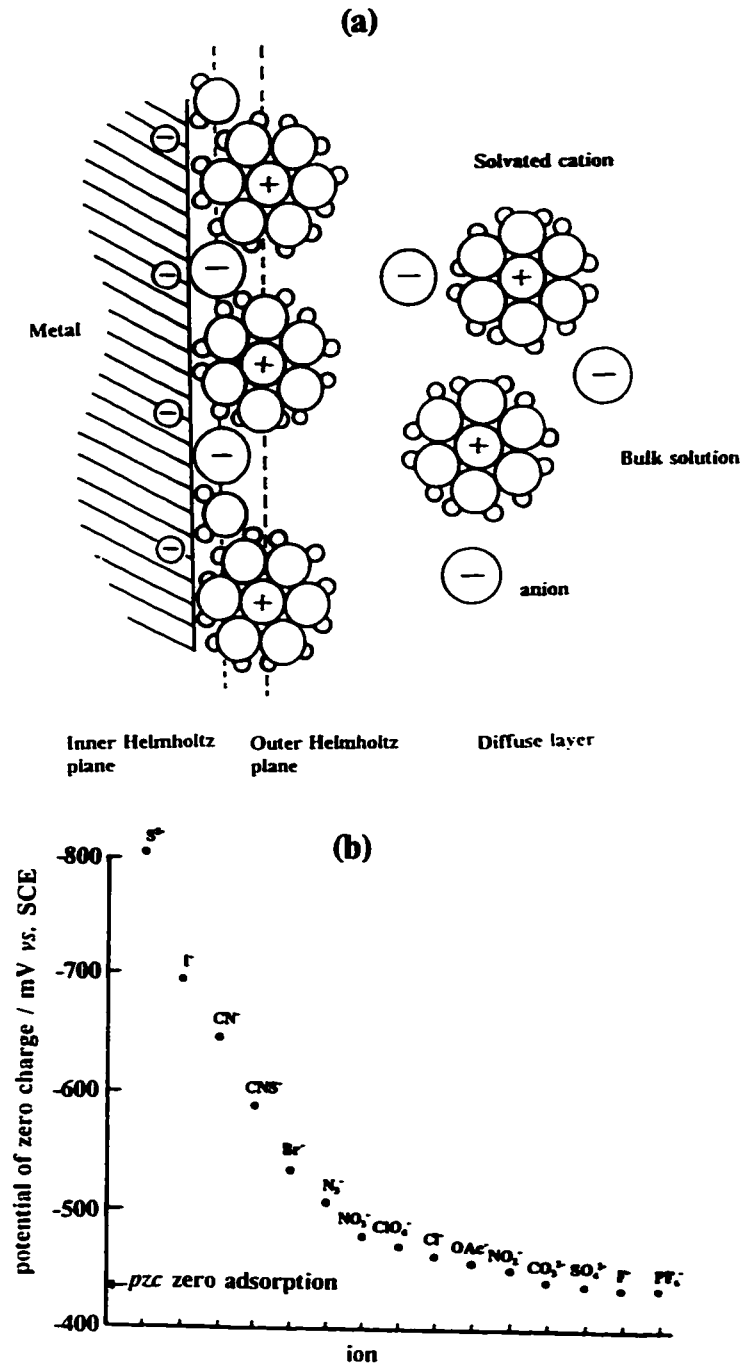 (a)
Solvated cation
Metal
Bulk solution
anion
Inner Helmholtz
plane
Outer Helmholtz
plane
Diffuse layer
(b)
potential of zero charge / mV vs. SCE
-800
-700
-600
-500
-400
S²⁻
I⁻
CN⁻
CNS⁻
Br⁻
N₃⁻
NO₃⁻
ClO₄⁻
Cl⁻
OAc⁻
NO₂⁻
CO₃²⁻
SO₄²⁻
F⁻
PF₆⁻
pzc zero adsorption
ion